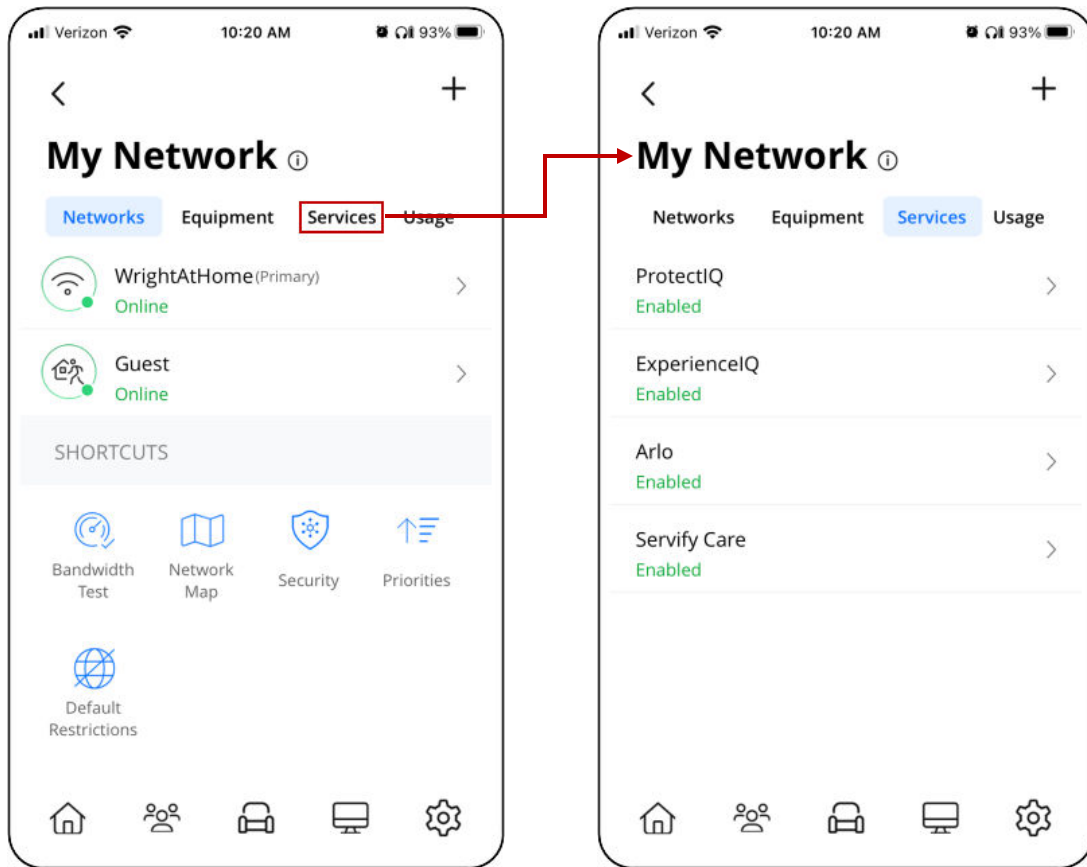 Verizon 10:20 AM 93%
My Network
Networks Equipment Services Usage
WrightAtHome (Primary)
Online
Guest
Online
SHORTCUTS
Bandwidth Test
Network Map
Security
Priorities
Default Restrictions
Verizon 10:20 AM 93%
My Network
Networks Equipment Services Usage
ProtectIQ
Enabled
ExperienceIQ
Enabled
Arlo
Enabled
Servify Care
Enabled